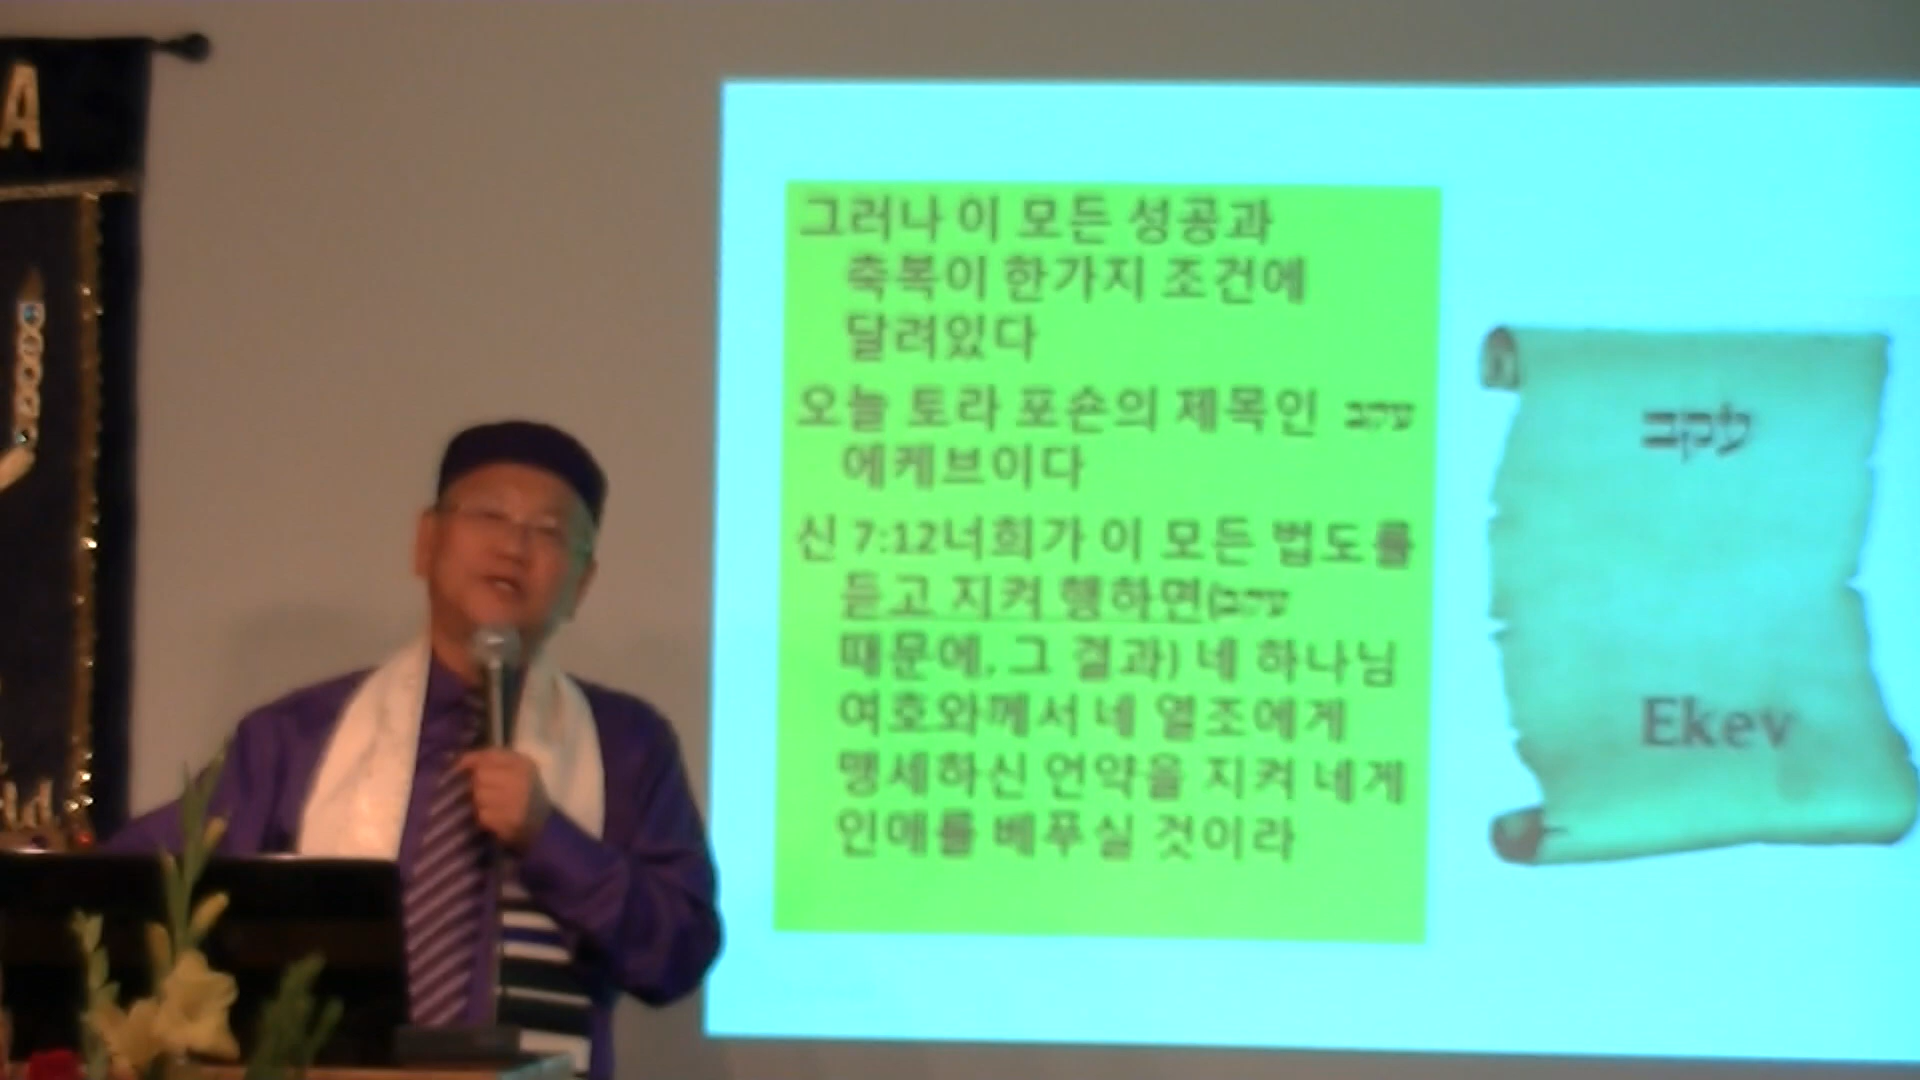 A
그러나 이 모든 성공과
축복이 한가지 조건에
달려있다
오늘 토라 포숀의 제목인 עקב
에케브이다
신 7:12너희가 이 모든 법도를
듣고 지켜 행하면(עקב
때문에, 그 결과) 네 하나님
여호와께서 네 열조에게
맹세하신 언약을 지켜 네게
인애를 베푸실 것이라
עקב
Ekev